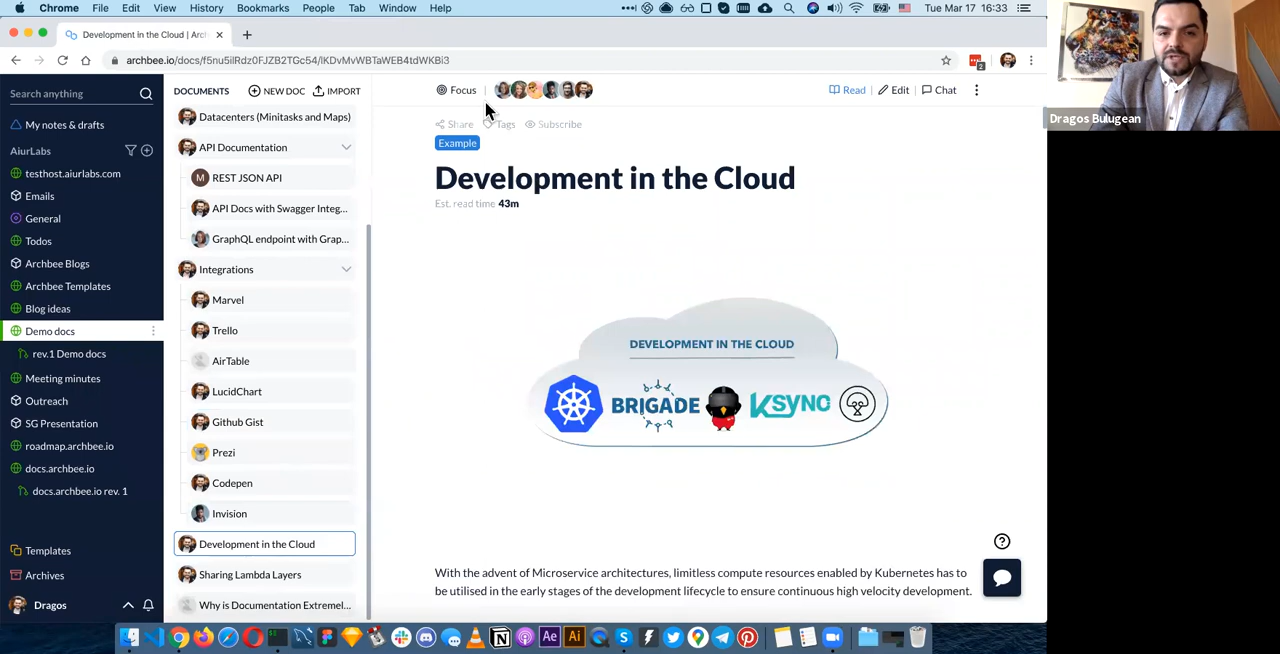 Chrome File Edit View History Bookmarks People Tab Window Help
Tue Mar 17 16:33
Development in the Cloud | Arch
archbee.io/docs/f5nu5ilRdz0FJZB2TGc54/lKDvMvWBTaWEB4tdWKBi3
2
Search anything
My notes & drafts
AiurLabs
testhost.aiurlabs.com
Emails
General
Todos
Archbee Blogs
Archbee Templates
Blog ideas
Demo docs
rev.1 Demo docs
Meeting minutes
Outreach
SG Presentation
roadmap.archbee.io
docs.archbee.io
docs.archbee.io rev. 1
Templates
Archives
Dragos
DOCUMENTS NEW DOC IMPORT
Datacenters (Minitasks and Maps)
API Documentation
M REST JSON API
API Docs with Swagger Integ...
GraphQL endpoint with Grap...
Integrations
Marvel
Trello
AirTable
LucidChart
Github Gist
Prezi
Codepen
Invision
Development in the Cloud
Sharing Lambda Layers
Why is Documentation Extremel...
Focus
Read Edit Chat
Share Tags Subscribe
Example
Development in the Cloud
Est. read time 43m
DEVELOPMENT IN THE CLOUD
BRIGADE KSYNC
With the advent of Microservice architectures, limitless compute resources enabled by Kubernetes has to
be utilised in the early stages of the development lifecycle to ensure continuous high velocity development.
Ae Ai
Dragos Bulugean